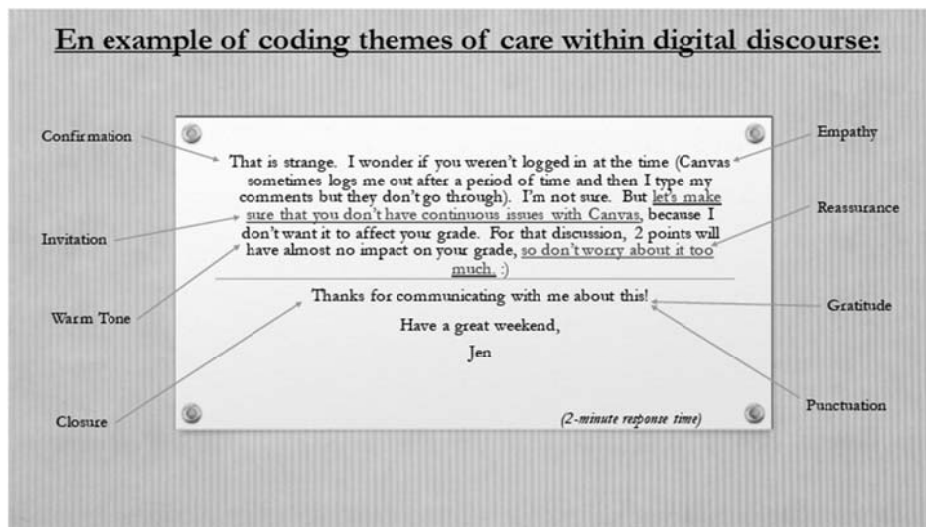 En example of coding themes of care within digital discourse:
Confirmation
Empathy
That is strange. I wonder if you weren't logged in at the time (Canvas
sometimes logs me out after a period of time and then I type my
comments but they don't go through). I'm not sure. But let's make
sure that you don't have continuous issues with Canvas, because I
don't want it to affect your grade. For that discussion, 2 points will
have almost no impact on your grade, so don't worry about it too
much. :)
Reassurance
Invitation
Warm Tone
Thanks for communicating with me about this!
Gratitude
Have a great weekend,
Jen
Closure
Punctuation
(2-minute response time)